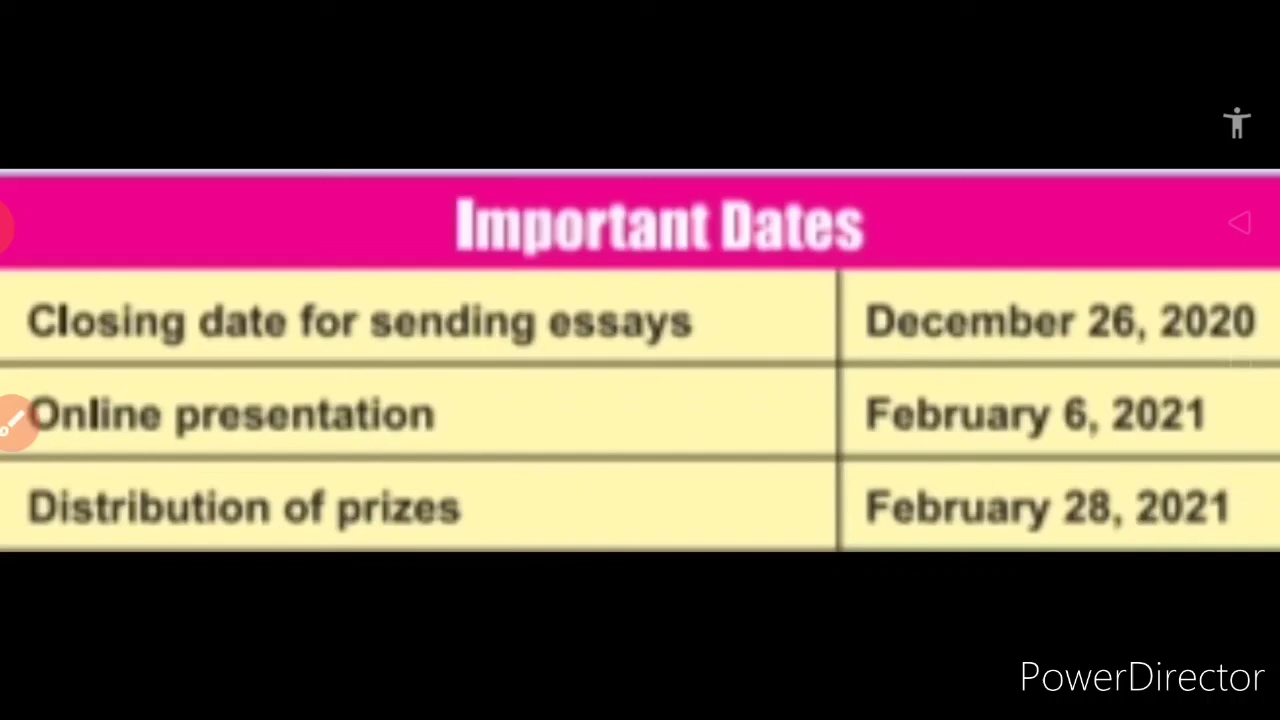 Important Dates
Closing date for sending essays December 26, 2020
Online presentation February 6, 2021
Distribution of prizes February 28, 2021
PowerDirector